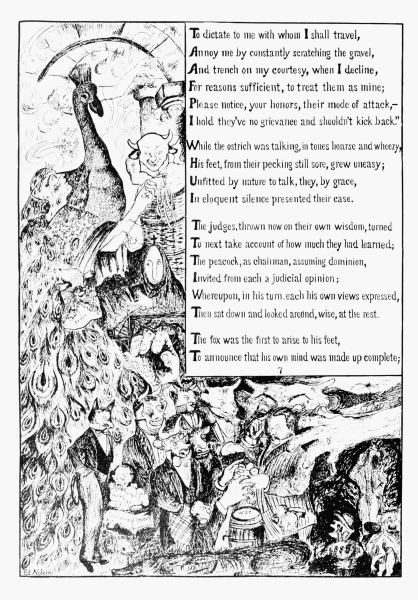 To dictate to me with whom I shall travel,
Annoy me by constantly scratching the gravel,
And trench on my courtesy, when I decline,
For reasons sufficient, to treat them as mine;
Please notice, your honors, their mode of attack,—
I hold they've no grievance and shouldn't kick back."
While the ostrich was talking, in tones hoarse and wheezy,
His feet, from their pecking still sore, grew uneasy;
Unfitted by nature to talk, they, by grace,
In eloquent silence presented their case.
The judges, thrown now on their own wisdom, turned
To next take account of how much they had learned;
The peacock, as chairman, assuming dominion,
Invited from each a judicial opinion;
Whereupon, in his turn, each his own views expressed,
Then sat down and looked around, wise, at the rest.
The fox was the first to arise to his feet,
To announce that his own mind was made up complete;
7